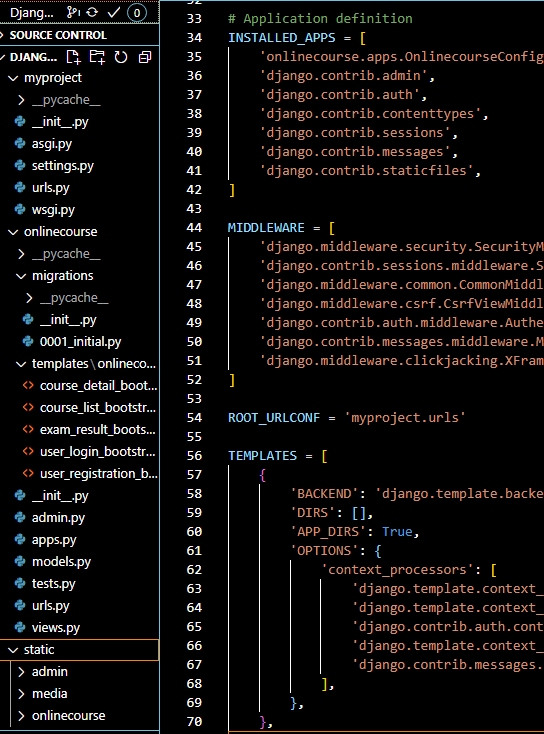 Djang...
0
SOURCE CONTROL
DJANG...
myproject
__pycache__
__init__.py
asgi.py
settings.py
urls.py
wsgi.py
onlinecourse
__pycache__
migrations
__pycache__
__init__.py
0001_initial.py
templates\onlineco...
course_detail_boot...
course_list_bootstr...
exam_result_boots...
user_login_bootstr...
user_registration_b...
__init__.py
admin.py
apps.py
models.py
tests.py
urls.py
views.py
static
admin
media
onlinecourse
32
33 # Application definition
34 INSTALLED_APPS = [
35 'onlinecourse.apps.OnlinecourseConfig
36 'django.contrib.admin',
37 'django.contrib.auth',
38 'django.contrib.contenttypes',
39 'django.contrib.sessions',
40 'django.contrib.messages',
41 'django.contrib.staticfiles',
42 ]
43
44 MIDDLEWARE = [
45 'django.middleware.security.SecurityM
46 'django.contrib.sessions.middleware.S
47 'django.middleware.common.CommonMiddl
48 'django.middleware.csrf.CsrfViewMiddl
49 'django.contrib.auth.middleware.Authe
50 'django.contrib.messages.middleware.M
51 'django.middleware.clickjacking.XFram
52 ]
53
54 ROOT_URLCONF = 'myproject.urls'
55
56 TEMPLATES = [
57 {
58 'BACKEND': 'django.template.backe
59 'DIRS': [],
60 'APP_DIRS': True,
61 'OPTIONS': {
62 'context_processors': [
63 'django.template.context_
64 'django.template.context_
65 'django.contrib.auth.cont
66 'django.template.context_
67 'django.contrib.messages.
68 ],
69 },
70 },